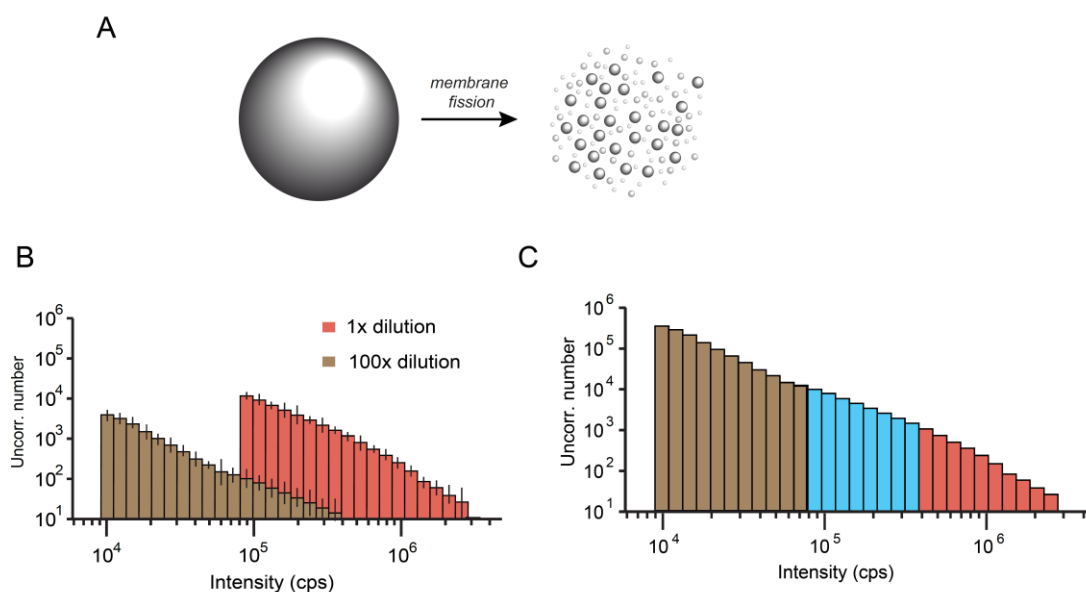 A
membrane
fission
B
Uncorr. number
10^6
10^5
10^4
10^3
10^2
10^1
1x dilution
100x dilution
10^4
10^5
10^6
Intensity (cps)
C
Uncorr. number
10^6
10^5
10^4
10^3
10^2
10^1
10^4
10^5
10^6
Intensity (cps)